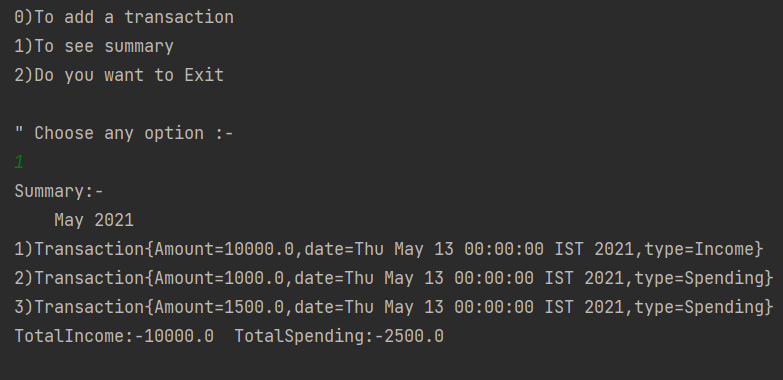 0)To add a transaction
1)To see summary
2)Do you want to Exit
" Choose any option :-
1
Summary:-
May 2021
1)Transaction{Amount=10000.0,date=Thu May 13 00:00:00 IST 2021,type=Income}
2)Transaction{Amount=1000.0,date=Thu May 13 00:00:00 IST 2021,type=Spending}
3)Transaction{Amount=1500.0,date=Thu May 13 00:00:00 IST 2021,type=Spending}
TotalIncome:-10000.0  TotalSpending:-2500.0